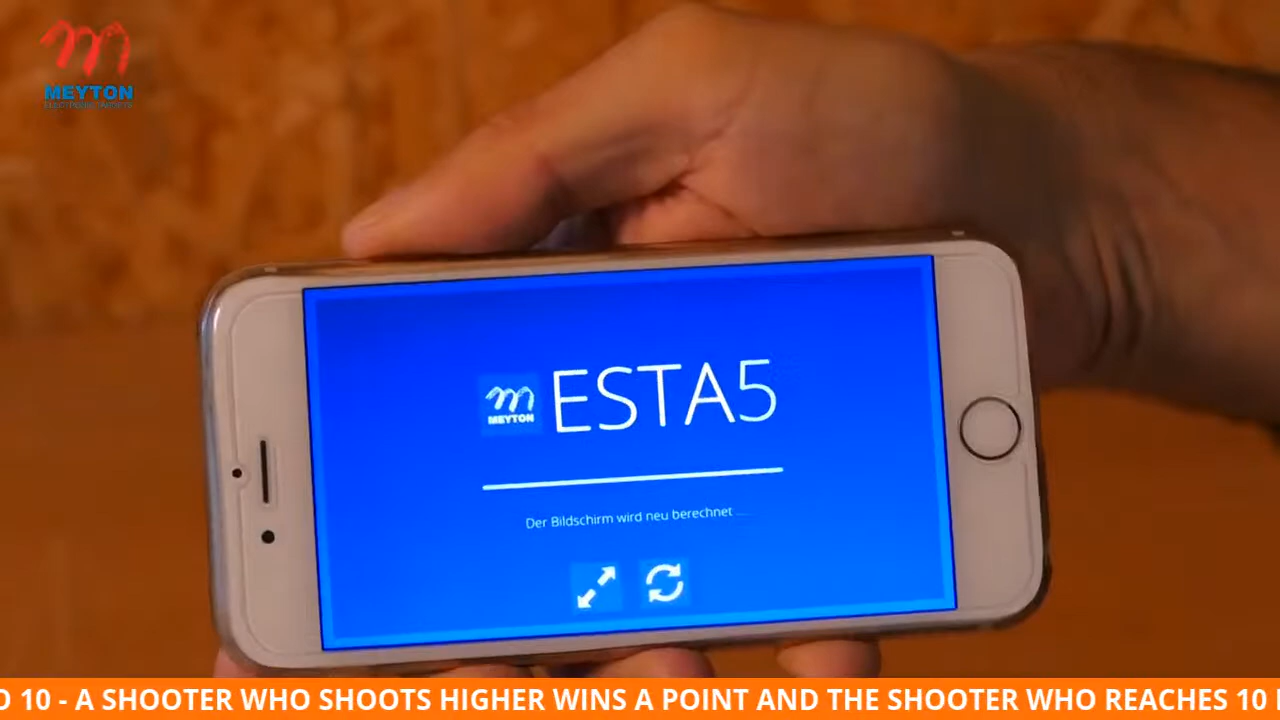 MEYTON
ESTA5
MEYTON
Der Bildschirm wird neu berechnet ....
O 10 - A SHOOTER WHO SHOOTS HIGHER WINS A POINT AND THE SHOOTER WHO REACHES 10